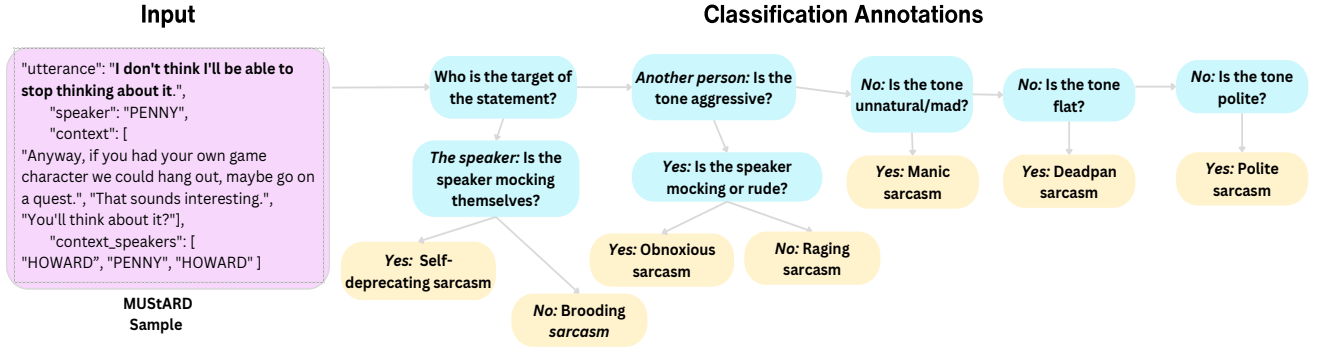 Input
Classification Annotations
"utterance": "I don't think I'll be able to
stop thinking about it.",
"speaker": "PENNY",
"context": [
"Anyway, if you had your own game
character we could hang out, maybe go on
a quest.", "That sounds interesting.",
"You'll think about it?"],
"context_speakers": [
"HOWARD”, "PENNY", "HOWARD" ]
MUStARD
Sample
Who is the target of
the statement?
Another person: Is the
tone aggressive?
No: Is the tone
unnatural/mad?
No: Is the tone
flat?
No: Is the tone
polite?
The speaker: Is the
speaker mocking
themselves?
Yes: Is the speaker
mocking or rude?
Yes: Manic
sarcasm
Yes: Deadpan
sarcasm
Yes: Polite
sarcasm
Yes: Self-
deprecating sarcasm
No: Brooding
sarcasm
Yes: Obnoxious
sarcasm
No: Raging
sarcasm